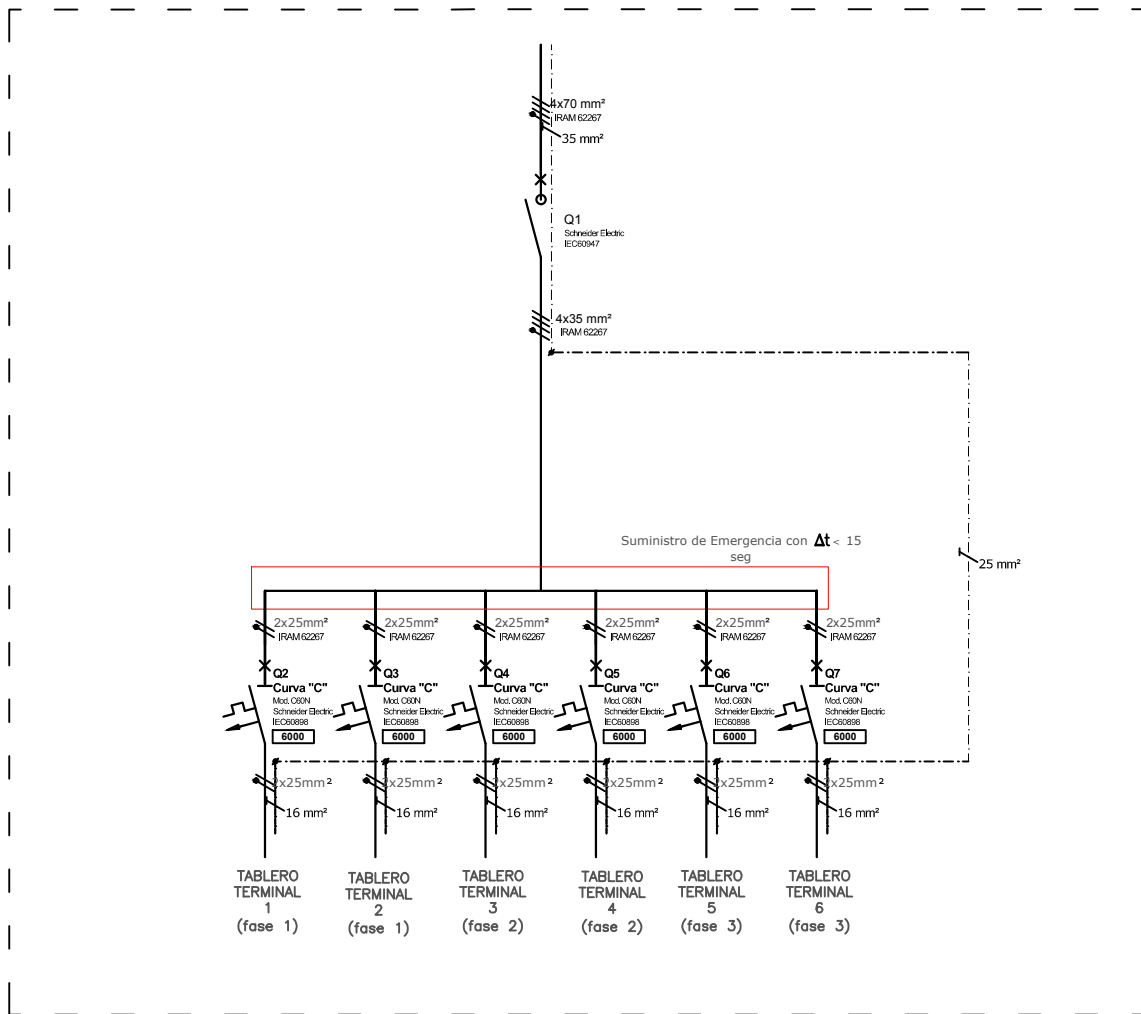 4x70 mm²
IRAM 62267
35 mm²
Q1
Schneider Electric
IEC60947
4x35 mm²
IRAM 62267
Suministro de Emergencia con Δt < 15
seg
25 mm²
2x25mm²
IRAM 62267
2x25mm²
IRAM 62267
2x25mm²
IRAM 62267
2x25mm²
IRAM 62267
2x25mm²
IRAM 62267
2x25mm²
IRAM 62267
Q2
Curva "C"
Mod. C60N
Schneider Electric
IEC60898
6000
Q3
Curva "C"
Mod. C60N
Schneider Electric
IEC60898
6000
Q4
Curva "C"
Mod. C60N
Schneider Electric
IEC60898
6000
Q5
Curva "C"
Mod. C60N
Schneider Electric
IEC60898
6000
Q6
Curva "C"
Mod. C60N
Schneider Electric
IEC60898
6000
Q7
Curva "C"
Mod. C60N
Schneider Electric
IEC60898
6000
2x25mm²
16 mm²
2x25mm²
16 mm²
2x25mm²
16 mm²
2x25mm²
16 mm²
2x25mm²
16 mm²
2x25mm²
16 mm²
TABLERO
TERMINAL
1
(fase 1)
TABLERO
TERMINAL
2
(fase 1)
TABLERO
TERMINAL
3
(fase 2)
TABLERO
TERMINAL
4
(fase 2)
TABLERO
TERMINAL
5
(fase 3)
TABLERO
TERMINAL
6
(fase 3)